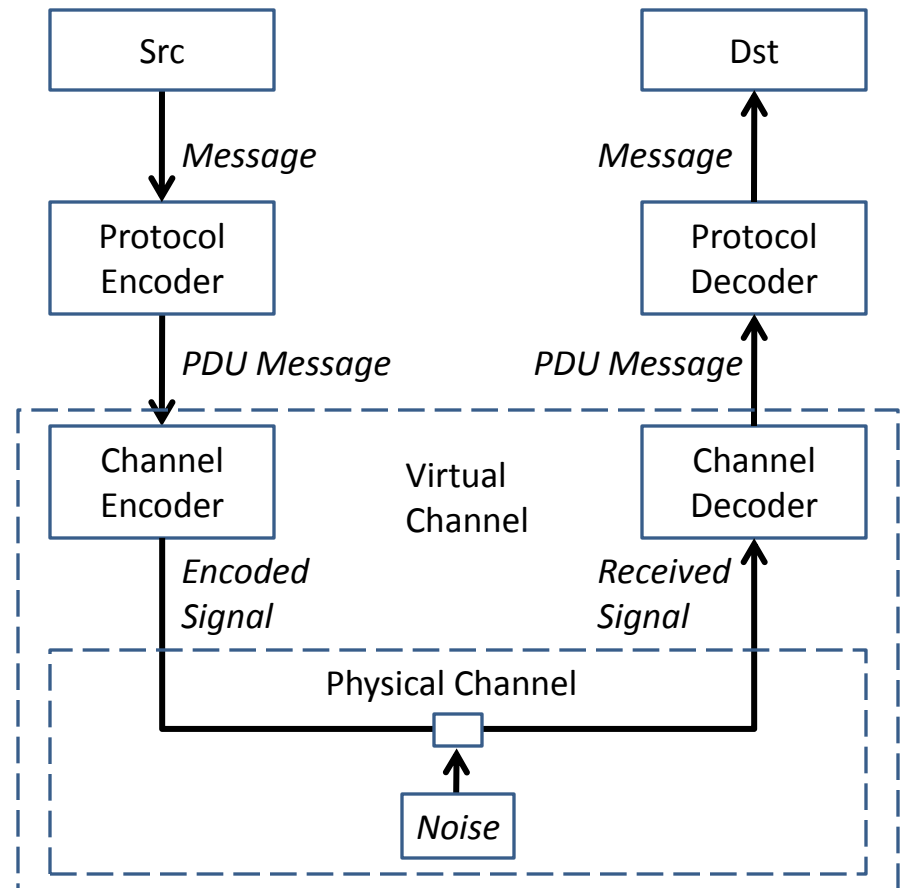 Src
Dst
Message
Message
Protocol
Encoder
Protocol
Decoder
PDU Message
PDU Message
Channel
Encoder
Virtual
Channel
Channel
Decoder
Encoded
Signal
Received
Signal
Physical Channel
Noise